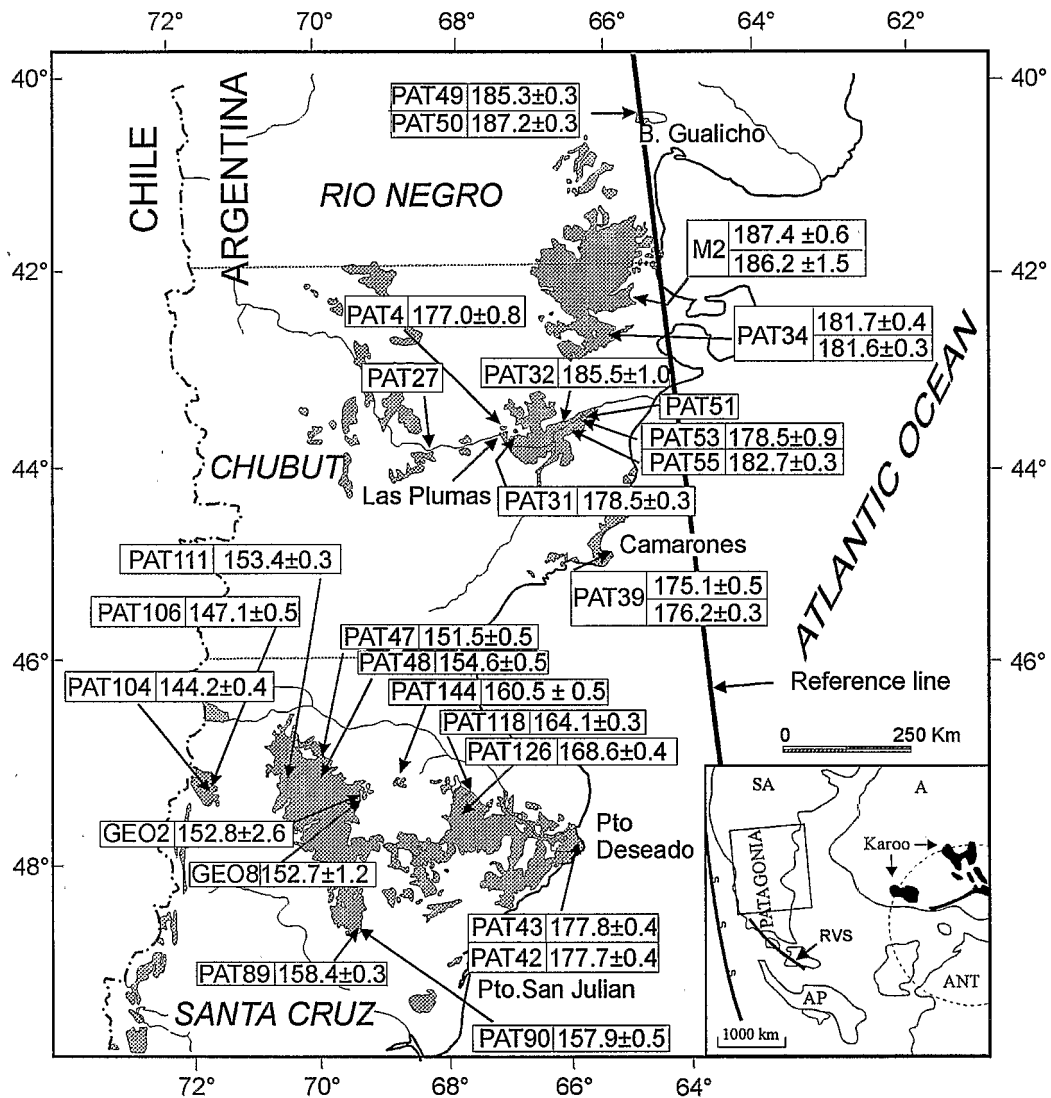 70° 68° 66° 64° 62°
40° 40°
PAT49 185.3±0.3
PAT50 187.2±0.3
B. Gualicho
CHILE
ARGENTINA
RIO NEGRO
M2 187.4 ±0.6
186.2 ±1.5
42° 42°
PAT4 177.0±0.8
PAT34 181.7±0.4
181.6±0.3
PAT27
PAT32 185.5±1.0
PAT51
PAT53 178.5±0.9
PAT55 182.7±0.3
44° 44°
CHUBUT
Las Plumas
PAT31 178.5±0.3
ATLANTIC OCEAN
Camarones
PAT111 153.4±0.3
PAT39 175.1±0.5
176.2±0.3
PAT106 147.1±0.5
PAT47 151.5±0.5
46° 46°
PAT48 154.6±0.5
PAT104 144.2±0.4
PAT144 160.5 ± 0.5
Reference line
PAT118 164.1±0.3
0 250 Km
PAT126 168.6±0.4
GEO2 152.8±2.6
Pto
Deseado
48°
GEO8 152.7±1.2
PAT43 177.8±0.4
PAT42 177.7±0.4
PAT89 158.4±0.3
Pto.San Julian
SANTA CRUZ
PAT90 157.9±0.5
SA A
Karoo
PATAGONIA
RVS
ANT
AP
1000 km
72° 70° 68° 66° 64°